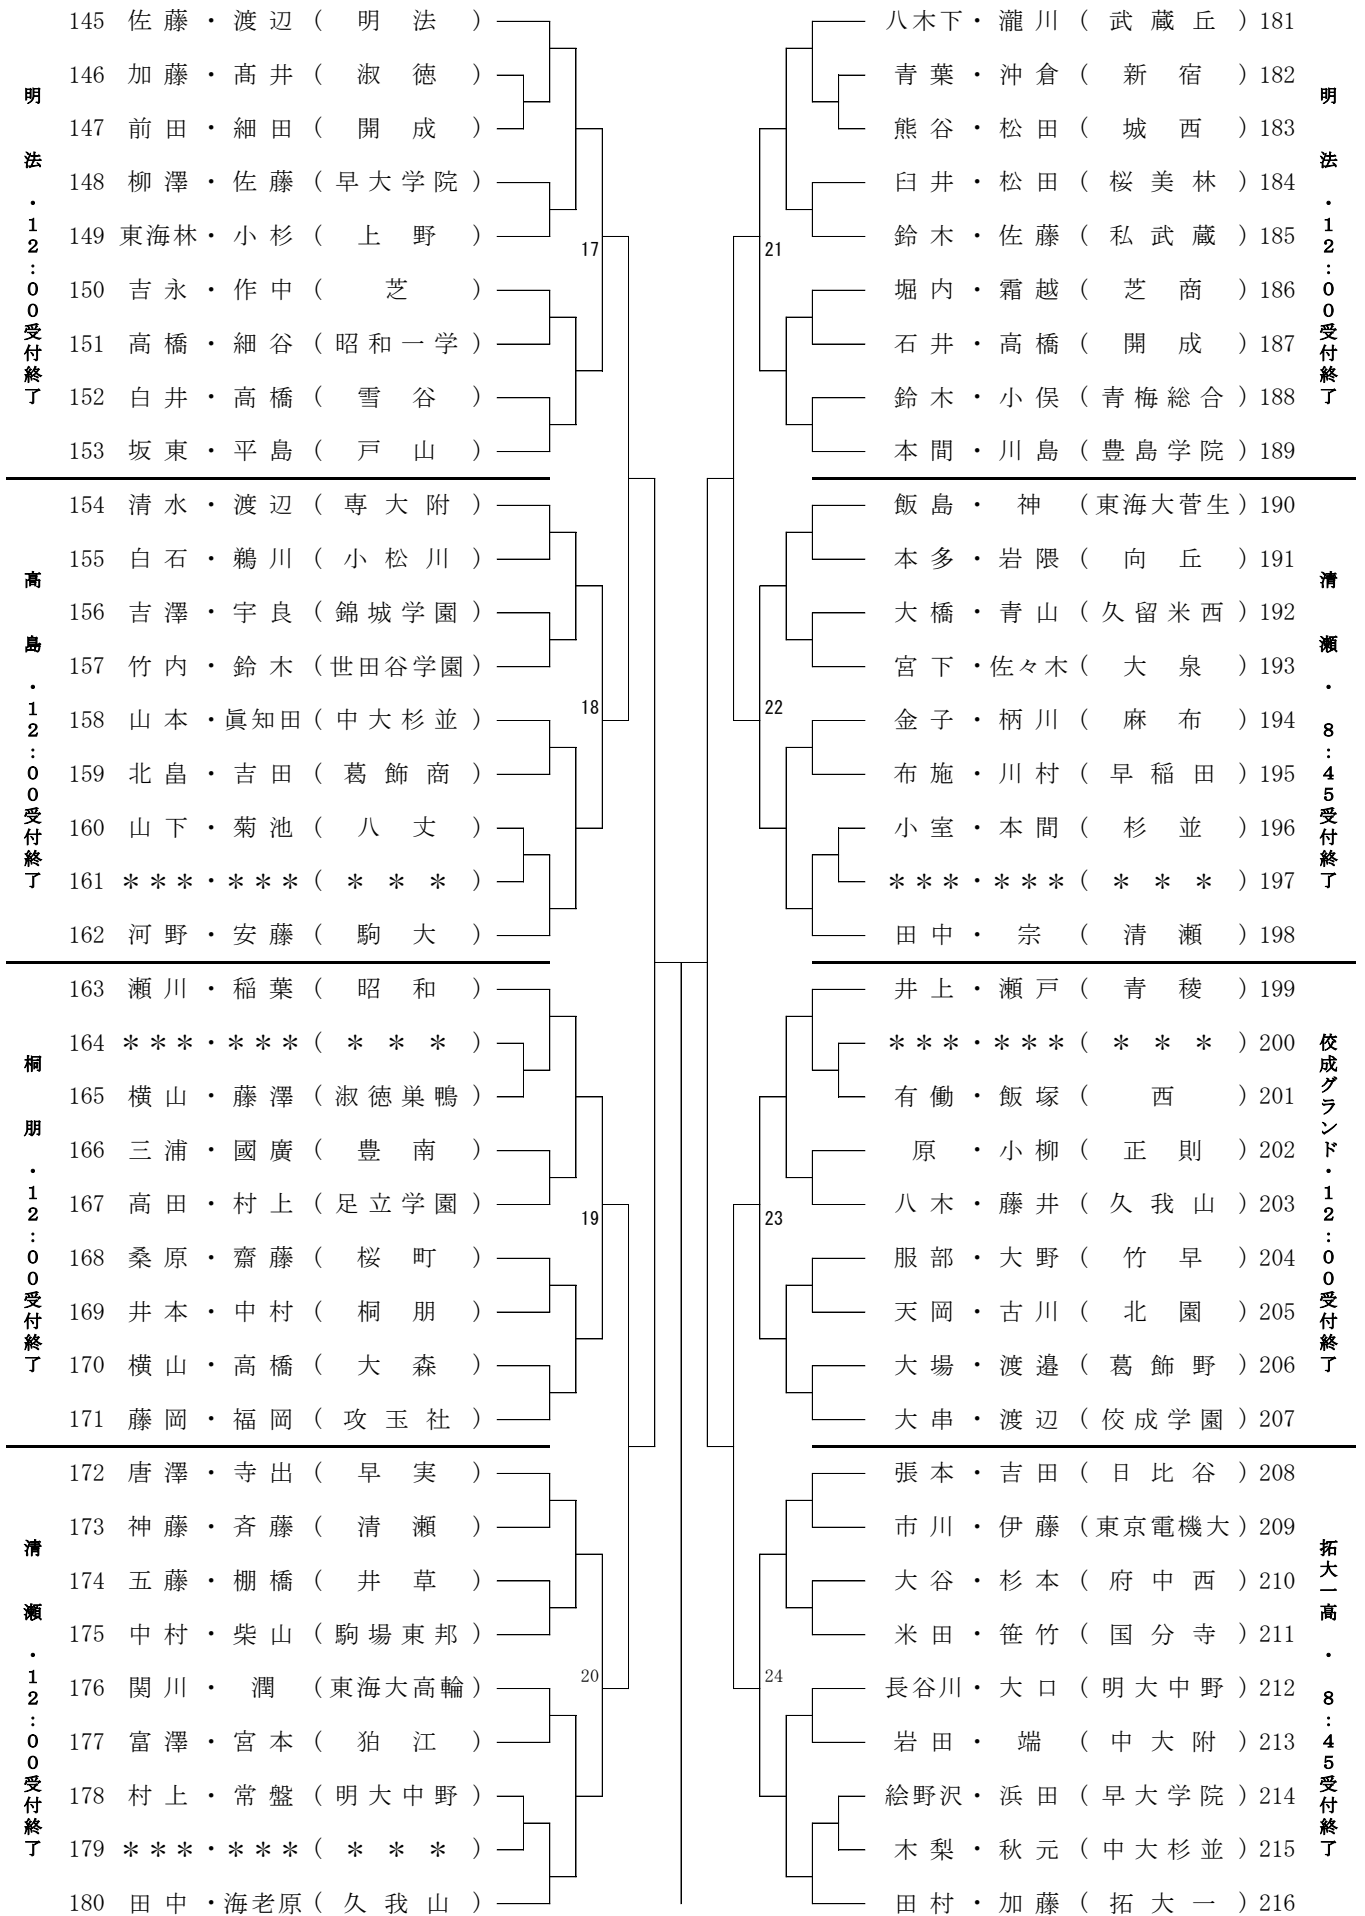 明法・12:00受付終了
145 佐藤・渡辺（明法）
146 加藤・髙井（淑徳）
147 前田・細田（開成）
148 柳澤・佐藤（早大学院）
149 東海林・小杉（上野）
150 吉永・作中（芝）
151 高橋・細谷（昭和一学）
152 白井・高橋（雪谷）
153 坂東・平島（戸山）
17
高島・12:00受付終了
154 清水・渡辺（専大附）
155 白石・鵜川（小松川）
156 吉澤・宇良（錦城学園）
157 竹内・鈴木（世田谷学園）
158 山本・眞知田（中大杉並）
159 北畠・吉田（葛飾商）
160 山下・菊池（八丈）
161 ＊＊＊・＊＊＊（＊＊＊）
162 河野・安藤（駒大）
18
桐朋・12:00受付終了
163 瀬川・稲葉（昭和）
164 ＊＊＊・＊＊＊（＊＊＊）
165 横山・藤澤（淑徳巣鴨）
166 三浦・國廣（豊南）
167 高田・村上（足立学園）
168 桑原・齋藤（桜町）
169 井本・中村（桐朋）
170 横山・高橋（大森）
171 藤岡・福岡（攻玉社）
19
清瀬・12:00受付終了
172 唐澤・寺出（早実）
173 神藤・斉藤（清瀬）
174 五藤・棚橋（井草）
175 中村・柴山（駒場東邦）
176 関川・潤（東海大高輪）
177 富澤・宮本（狛江）
178 村上・常盤（明大中野）
179 ＊＊＊・＊＊＊（＊＊＊）
180 田中・海老原（久我山）
20
八木下・瀧川（武蔵丘）181
青葉・沖倉（新宿）182
熊谷・松田（城西）183
臼井・松田（桜美林）184
鈴木・佐藤（私武蔵）185
堀内・霜越（芝商）186
石井・高橋（開成）187
鈴木・小俣（青梅総合）188
本間・川島（豊島学院）189
21
明法・12:00受付終了
飯島・神（東海大菅生）190
本多・岩隈（向丘）191
大橋・青山（久留米西）192
宮下・佐々木（大泉）193
金子・柄川（麻布）194
布施・川村（早稲田）195
小室・本間（杉並）196
＊＊＊・＊＊＊（＊＊＊）197
田中・宗（清瀬）198
22
清瀬・8:45受付終了
井上・瀬戸（青稜）199
＊＊＊・＊＊＊（＊＊＊）200
有働・飯塚（西）201
原・小柳（正則）202
八木・藤井（久我山）203
服部・大野（竹早）204
天岡・古川（北園）205
大場・渡邉（葛飾野）206
大串・渡辺（佼成学園）207
23
佼成グランド・12:00受付終了
張本・吉田（日比谷）208
市川・伊藤（東京電機大）209
大谷・杉本（府中西）210
米田・笹竹（国分寺）211
長谷川・大口（明大中野）212
岩田・端（中大附）213
絵野沢・浜田（早大学院）214
木梨・秋元（中大杉並）215
田村・加藤（拓大一）216
24
拓大一高・8:45受付終了